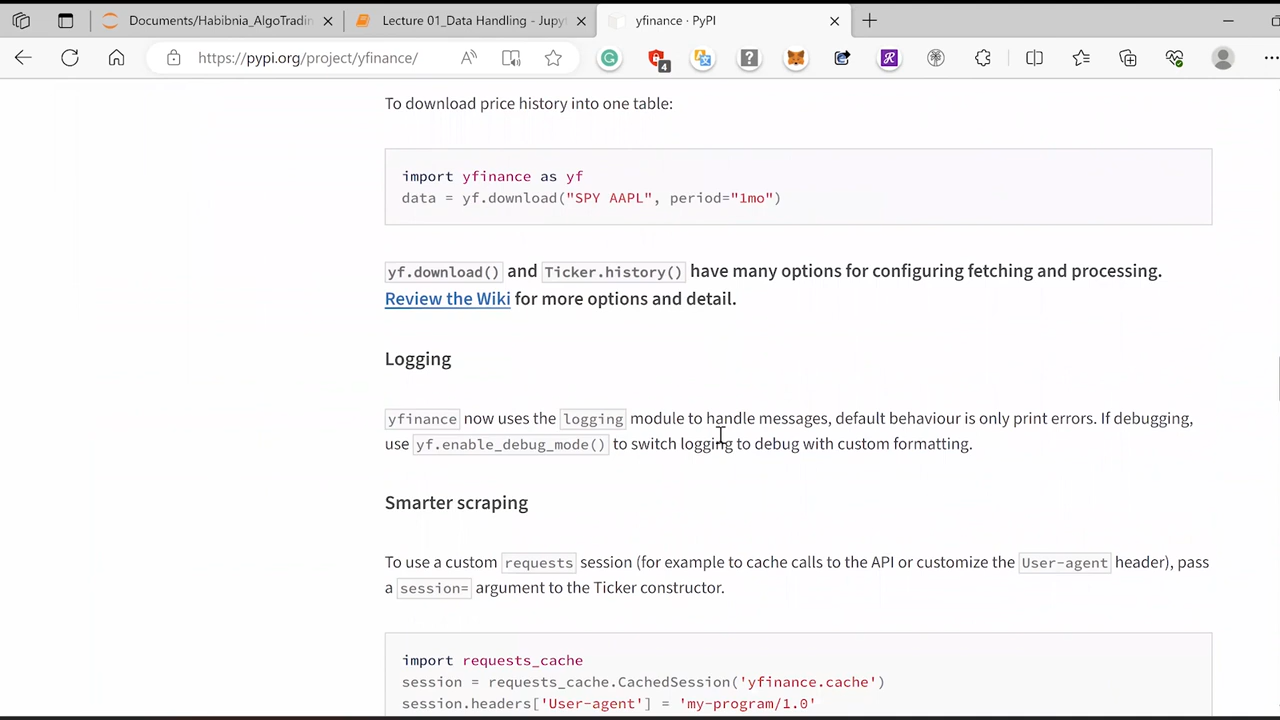 Documents/Habibnia_AlgoTradin
Lecture 01_Data Handling - Jupyt
yfinance · PyPI
https://pypi.org/project/yfinance/
4
To download price history into one table:
import yfinance as yf
data = yf.download("SPY AAPL", period="1mo")
yf.download() and Ticker.history() have many options for configuring fetching and processing.
Review the Wiki for more options and detail.
Logging
yfinance now uses the logging module to handle messages, default behaviour is only print errors. If debugging,
use yf.enable_debug_mode() to switch logging to debug with custom formatting.
Smarter scraping
To use a custom requests session (for example to cache calls to the API or customize the User-agent header), pass
a session= argument to the Ticker constructor.
import requests_cache
session = requests_cache.CachedSession('yfinance.cache')
session.headers['User-agent'] = 'my-program/1.0'